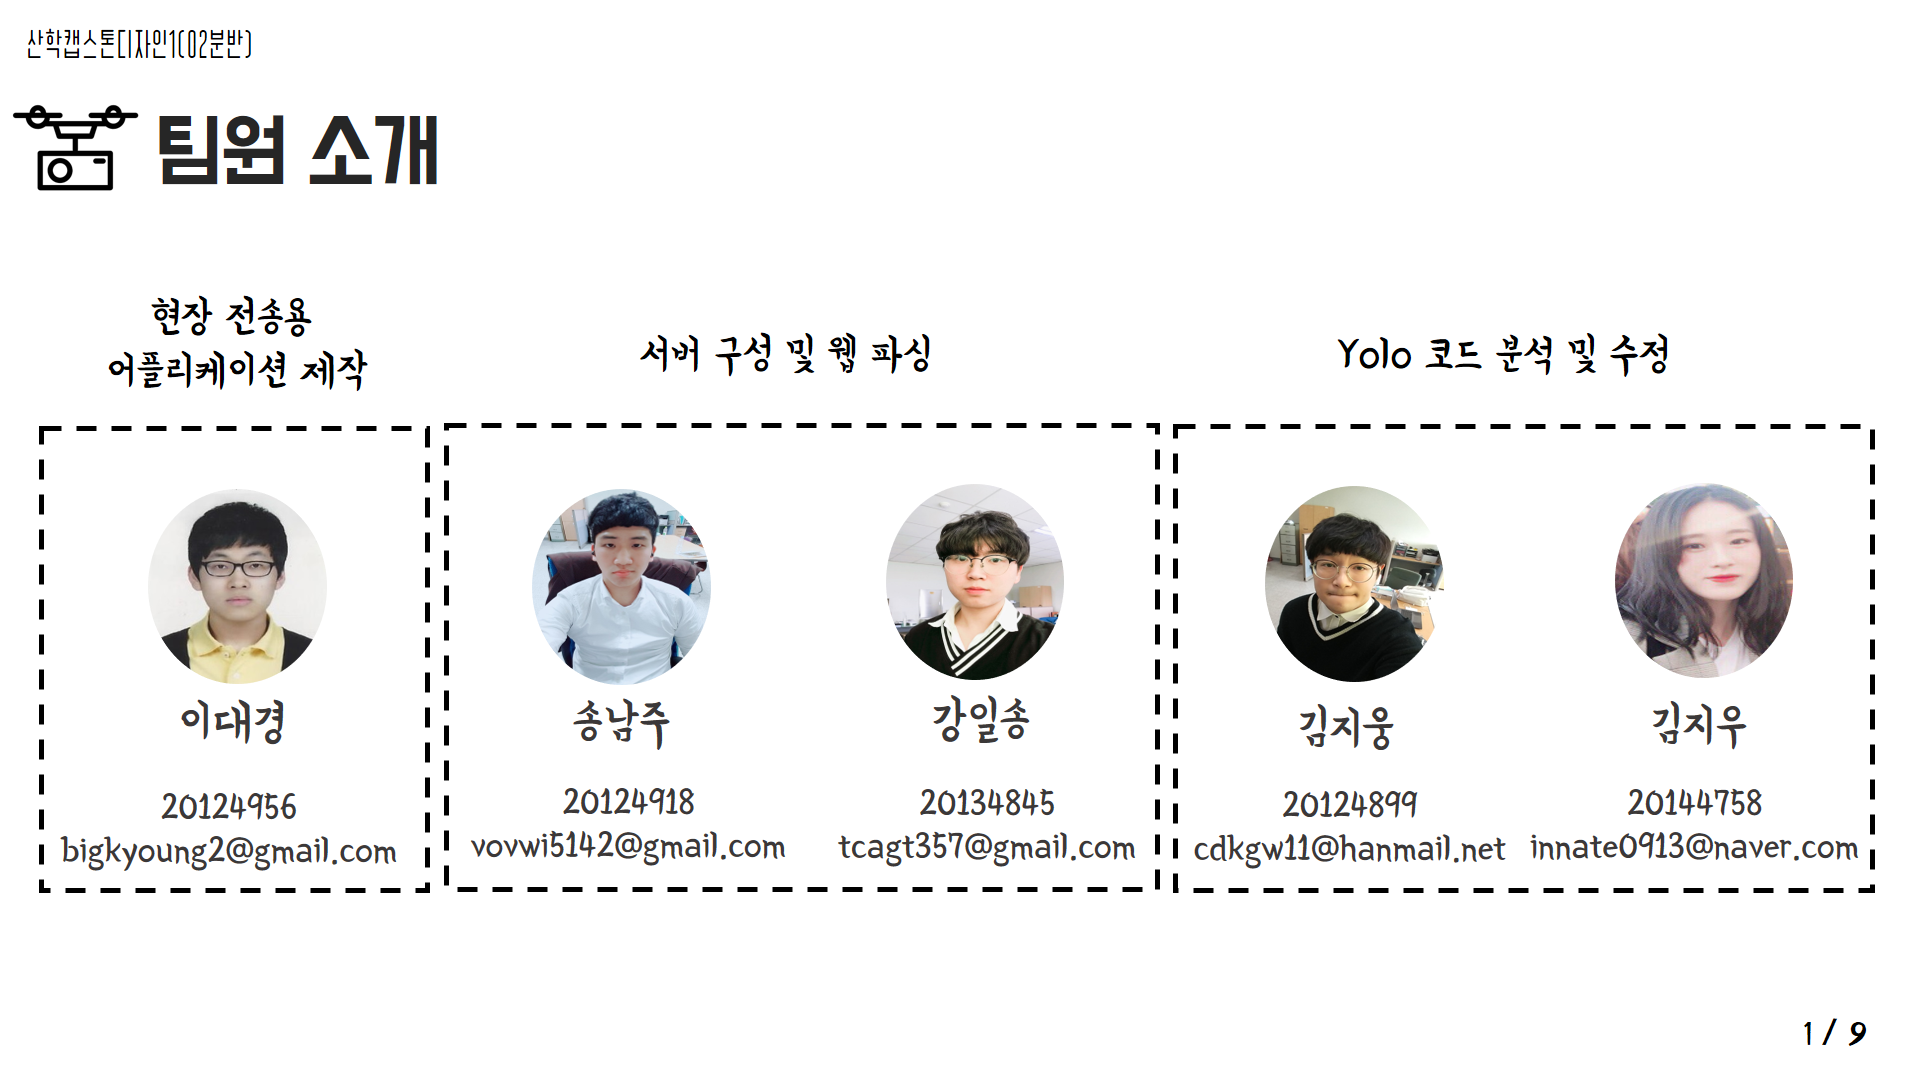 산학캡스톤디자인1(02분반)
팀원 소개
현장 전송용
어플리케이션 제작
서버 구성 및 웹 파싱
Yolo 코드 분석 및 수정
이대경
20124956
bigkyoung2@gmail.com
송남주
20124918
vovwi5142@gmail.com
강일송
20134845
tcagt357@gmail.com
김지웅
20124899
cdkgw11@hanmail.net
김지우
20144758
innate0913@naver.com
1 / 9